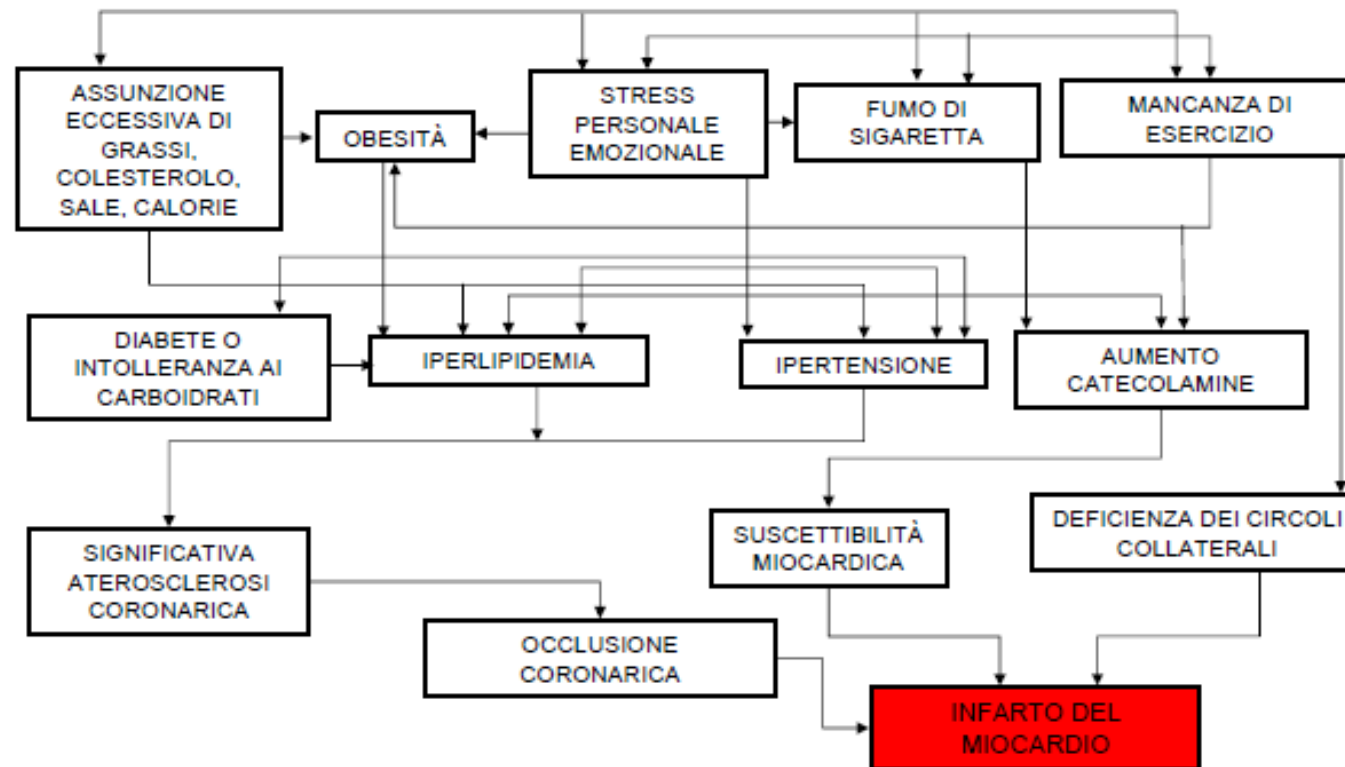 ASSUNZIONE
ECCESSIVA DI
GRASSI,
COLESTEROLO,
SALE, CALORIE
OBESITÀ
STRESS
PERSONALE
EMOZIONALE
FUMO DI
SIGARETTA
MANCANZA DI
ESERCIZIO
DIABETE O
INTOLLERANZA AI
CARBOIDRATI
IPERLIPIDEMIA
IPERTENSIONE
AUMENTO
CATECOLAMINE
SIGNIFICATIVA
ATEROSCLEROSI
CORONARICA
OCCLUSIONE
CORONARICA
SUSCETTIBILITÀ
MIOCARDICA
DEFICIENZA DEI CIRCOLI
COLLATERALI
INFARTO DEL
MIOCARDIO